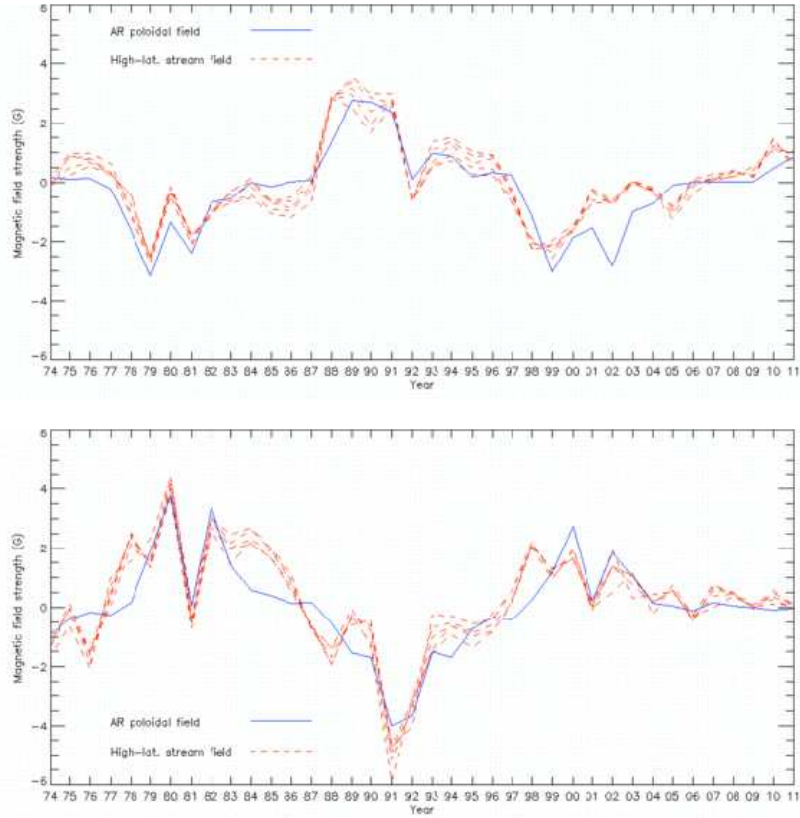 6
AR poloidal field
High-lat. stream field
4
2
0
-2
-4
-6
Magnetic field strength (G)
74 75 76 77 78 79 80 81 82 83 84 85 86 87 88 89 90 91 92 93 94 95 96 97 98 99 00 01 02 03 04 05 06 07 08 09 10 11
Year
6
4
2
0
-2
-4
-6
Magnetic field strength (G)
AR poloidal field
High-lat. stream field
74 75 76 77 78 79 80 81 82 83 84 85 86 87 88 89 90 91 92 93 94 95 96 97 98 99 00 01 02 03 04 05 06 07 08 09 10 11
Year